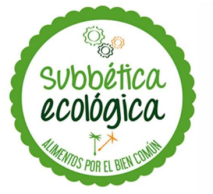 subbética
ecológica
ALIMENTOS POR EL BIEN COMÚN